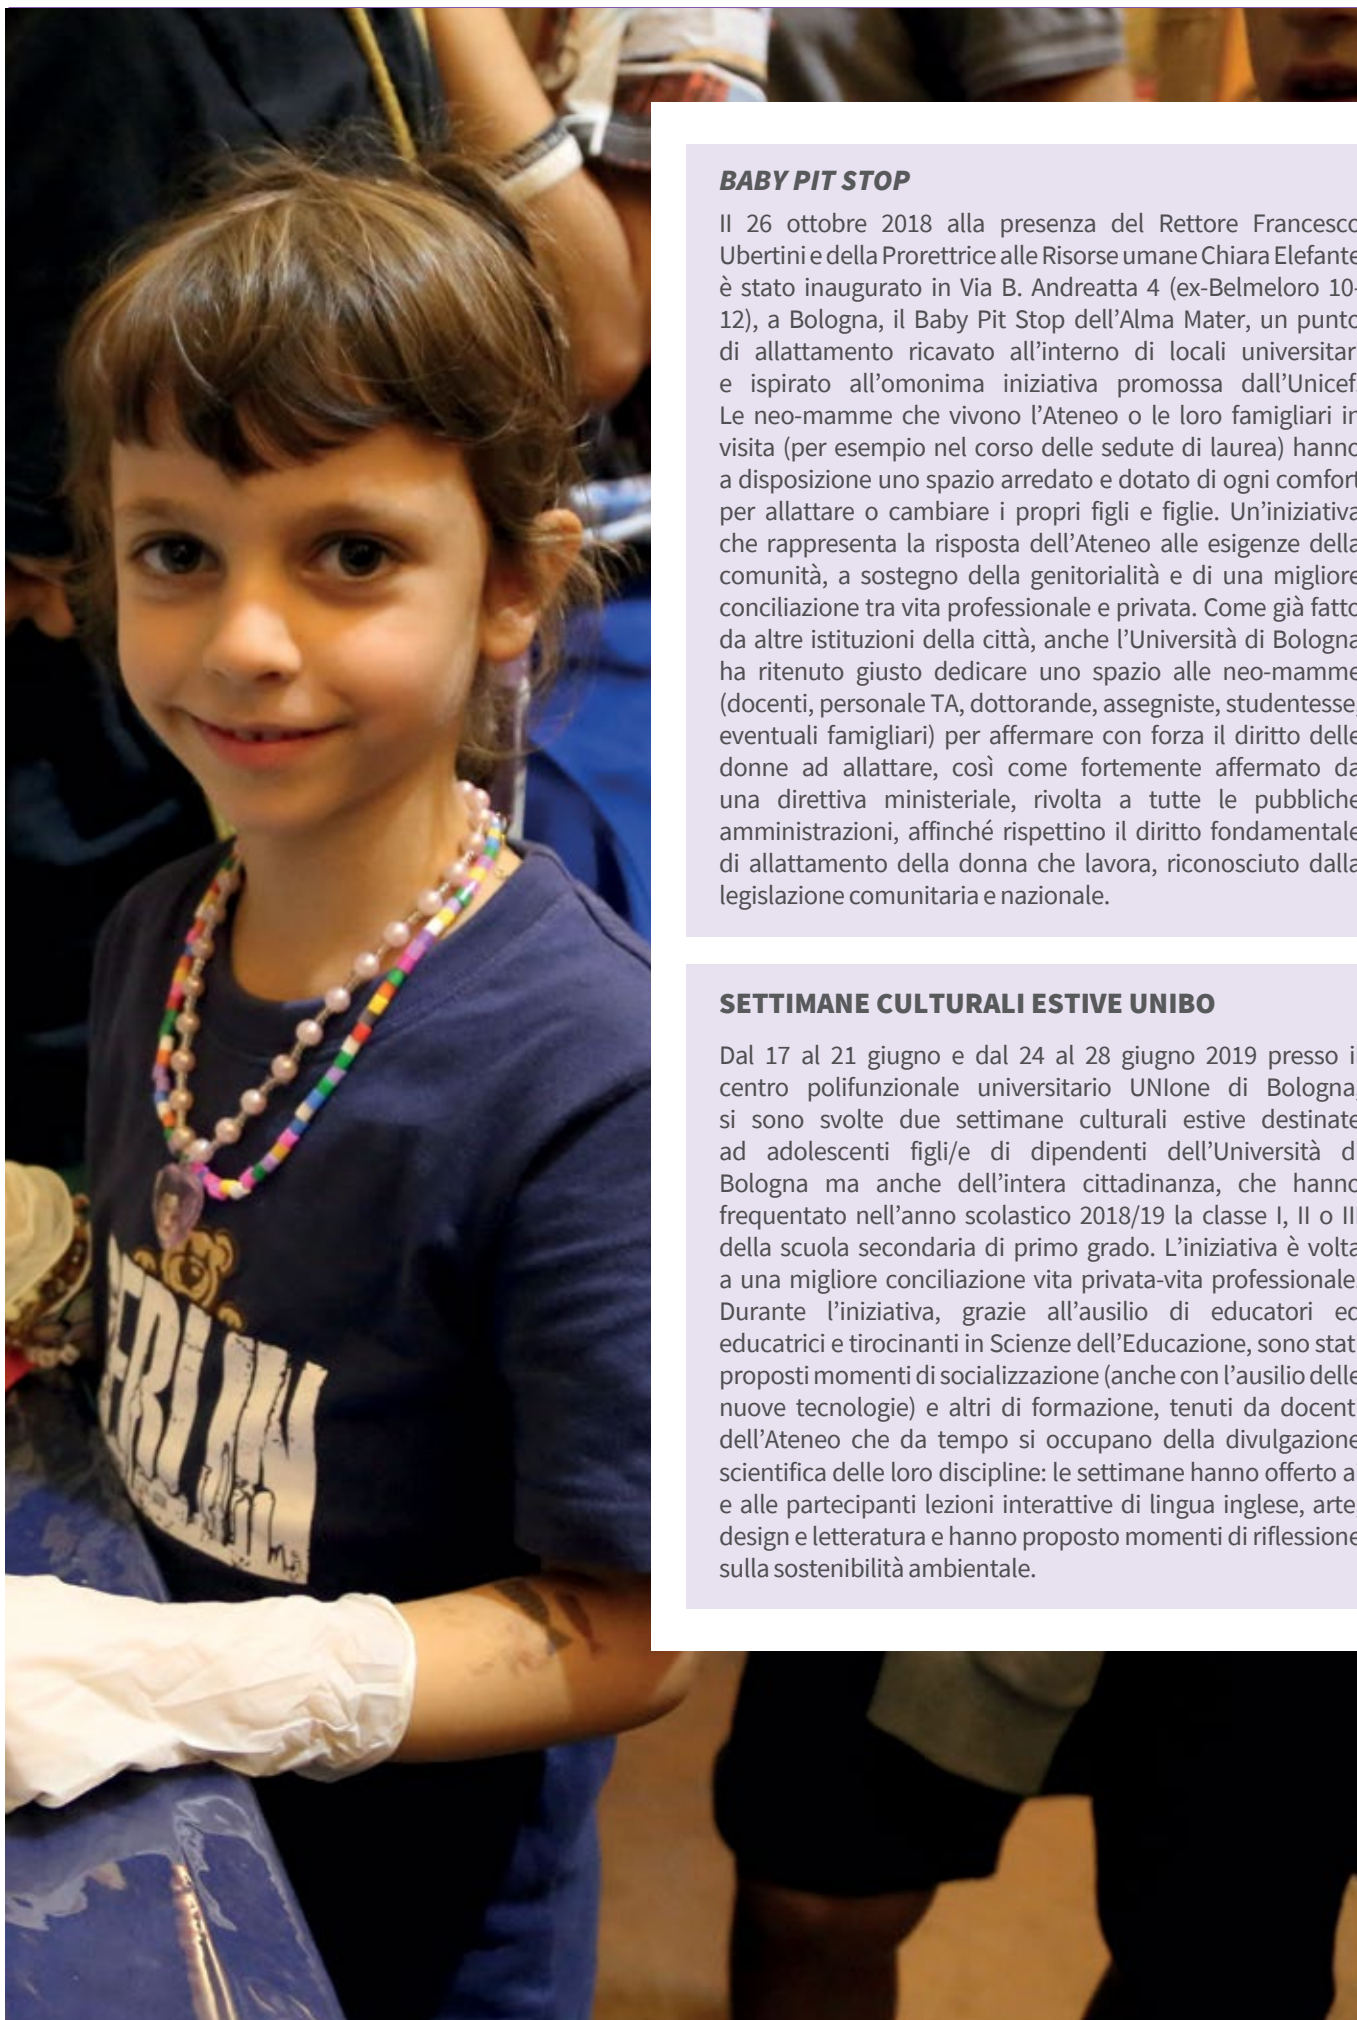 BABY PIT STOP
Il 26 ottobre 2018 alla presenza del Rettore Francesco
Ubertini e della Prorettrice alle Risorse umane Chiara Elefante
è stato inaugurato in Via B. Andreatta 4 (ex-Belmeloro 10-
12), a Bologna, il Baby Pit Stop dell’Alma Mater, un punto
di allattamento ricavato all’interno di locali universitari
e ispirato all’omonima iniziativa promossa dall’Unicef.
Le neo-mamme che vivono l’Ateneo o le loro famigliari in
visita (per esempio nel corso delle sedute di laurea) hanno
a disposizione uno spazio arredato e dotato di ogni comfort
per allattare o cambiare i propri figli e figlie. Un’iniziativa
che rappresenta la risposta dell’Ateneo alle esigenze della
comunità, a sostegno della genitorialità e di una migliore
conciliazione tra vita professionale e privata. Come già fatto
da altre istituzioni della città, anche l’Università di Bologna
ha ritenuto giusto dedicare uno spazio alle neo-mamme
(docenti, personale TA, dottorande, assegniste, studentesse,
eventuali famigliari) per affermare con forza il diritto delle
donne ad allattare, così come fortemente affermato da
una direttiva ministeriale, rivolta a tutte le pubbliche
amministrazioni, affinché rispettino il diritto fondamentale
di allattamento della donna che lavora, riconosciuto dalla
legislazione comunitaria e nazionale.
SETTIMANE CULTURALI ESTIVE UNIBO
Dal 17 al 21 giugno e dal 24 al 28 giugno 2019 presso i
centro polifunzionale universitario UNIone di Bologna,
si sono svolte due settimane culturali estive destinate
ad adolescenti figli/e di dipendenti dell’Università d
Bologna ma anche dell’intera cittadinanza, che hanno
frequentato nell’anno scolastico 2018/19 la classe I, II o II
della scuola secondaria di primo grado. L’iniziativa è volta
a una migliore conciliazione vita privata-vita professionale
Durante l’iniziativa, grazie all’ausilio di educatori ed
educatrici e tirocinanti in Scienze dell’Educazione, sono stat
proposti momenti di socializzazione (anche con l’ausilio delle
nuove tecnologie) e altri di formazione, tenuti da docent
dell’Ateneo che da tempo si occupano della divulgazione
scientifica delle loro discipline: le settimane hanno offerto a
e alle partecipanti lezioni interattive di lingua inglese, arte
design e letteratura e hanno proposto momenti di riflessione
sulla sostenibilità ambientale.